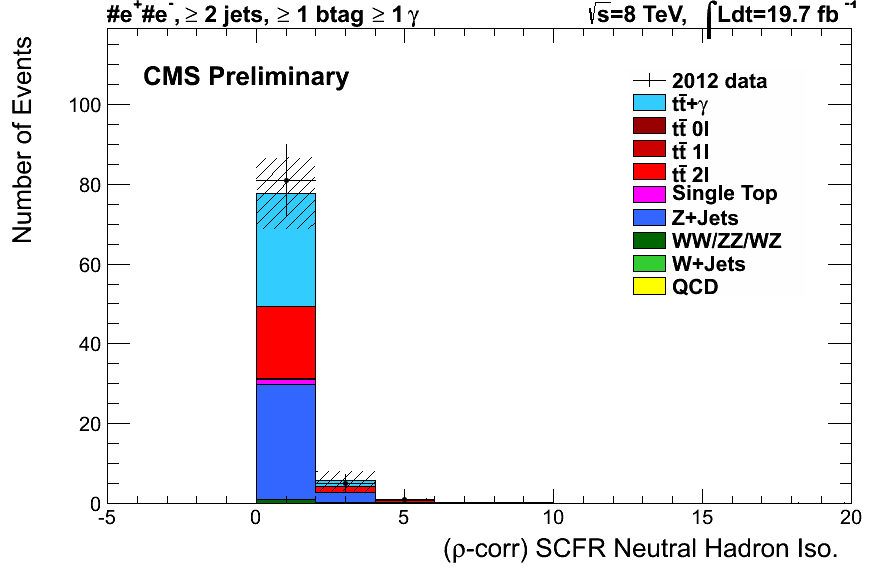 #e⁺#e⁻, ≥ 2 jets, ≥ 1 btag ≥ 1 γ
√s=8 TeV, ∫Ldt=19.7 fb⁻¹
CMS Preliminary
2012 data
tt̄+γ
tt̄ 0l
tt̄ 1l
tt̄ 2l
Single Top
Z+Jets
WW/ZZ/WZ
W+Jets
QCD
Number of Events
100
80
60
40
20
0
-5 0 5 10 15 20
(ρ-corr) SCFR Neutral Hadron Iso.